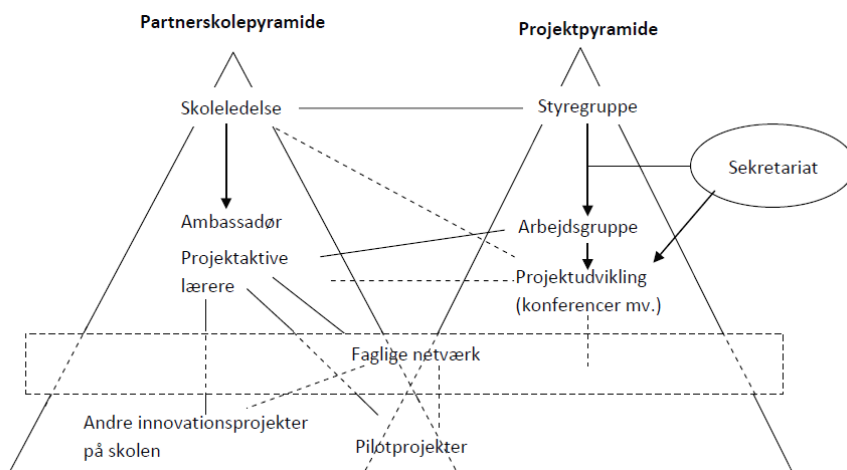 Partnerskolepyramide
Projektpyramide
Skoleledelse
Styregruppe
Sekretariat
Ambassadør
Arbejdsgruppe
Projektaktive
lærere
Projektudvikling
(konferencer mv.)
Faglige netværk
Andre innovationsprojekter
på skolen
Pilotprojekter